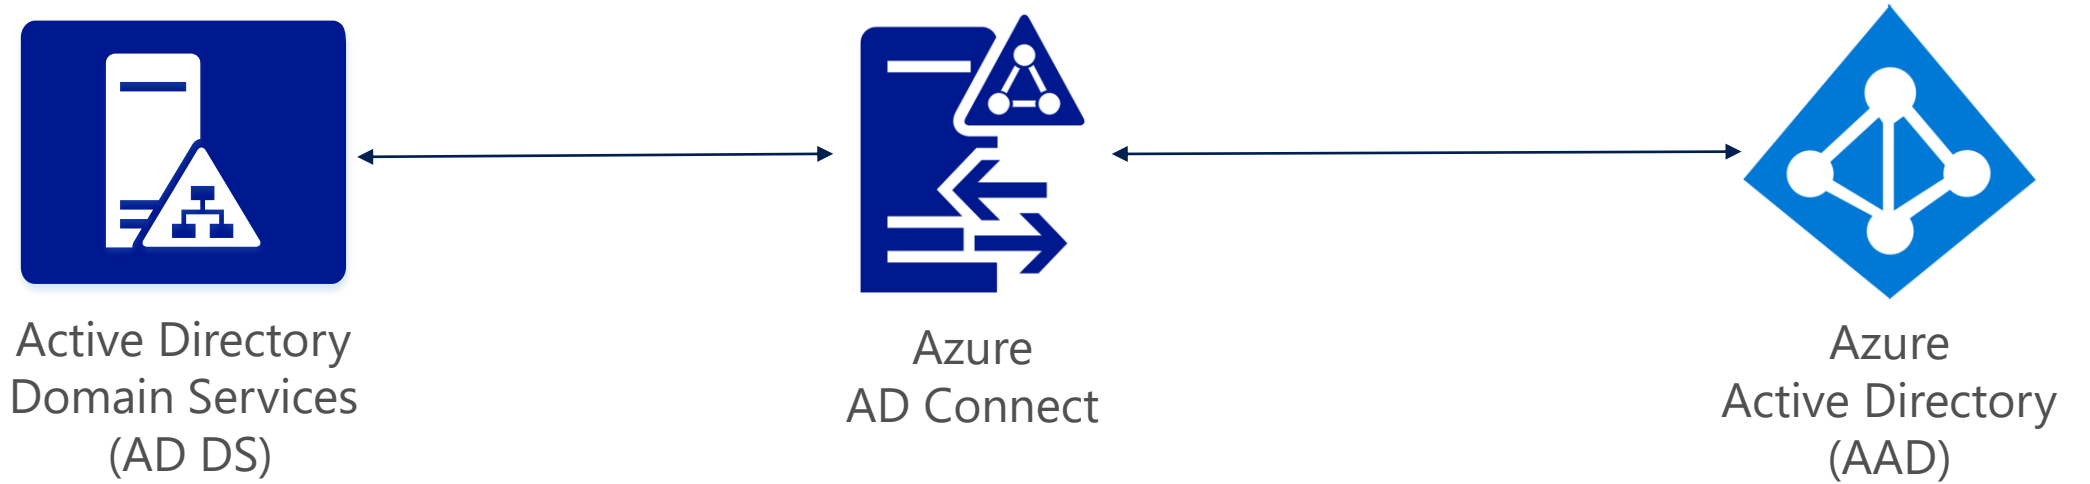 Active Directory
Domain Services
(AD DS)
Azure
AD Connect
Azure
Active Directory
(AAD)